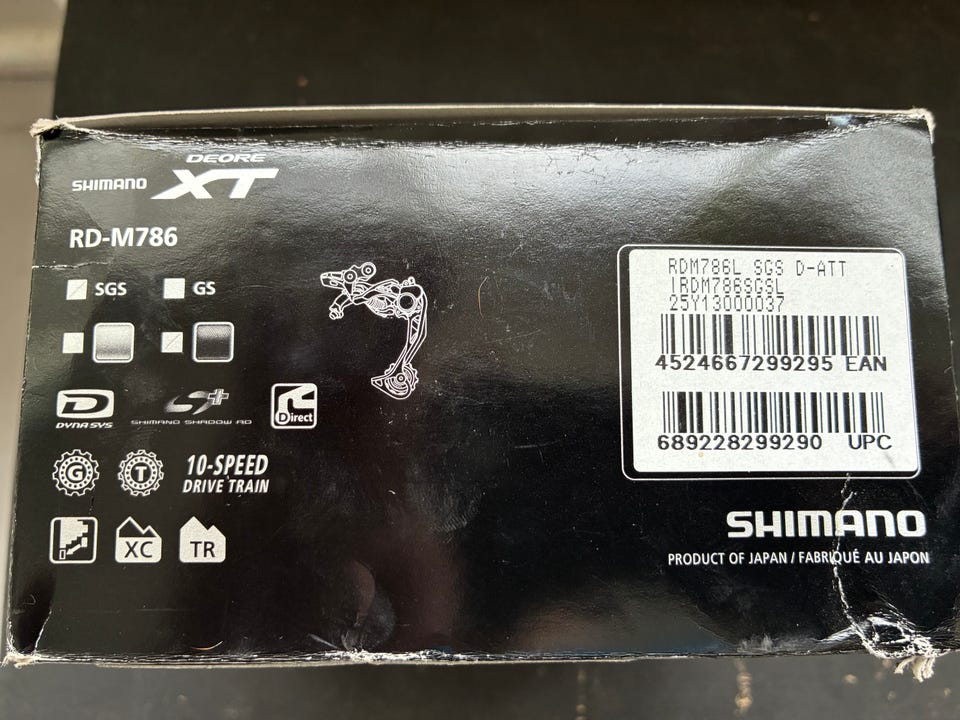 DEORE
SHIMANO XT
RD-M786
SGS GS
DYNA SYS SHIMANO SHADOW RD Direct
G T 10-SPEED
DRIVE TRAIN
XC TR
RDM786L SGS D-ATT
IRDM786SGSL
25Y13000037
4524667299295 EAN
689228299290 UPC
SHIMANO
PRODUCT OF JAPAN / FABRIQUÉ AU JAPON